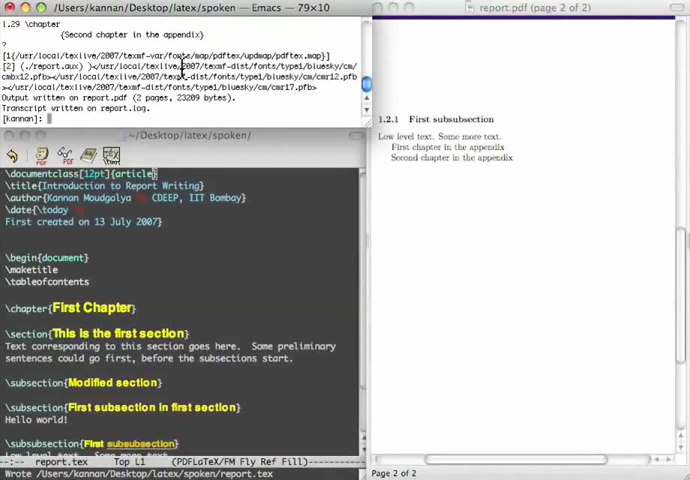 /Users/kannan/Desktop/latex/spoken — Emacs — 79×10
l.29 \chapter
{Second chapter in the appendix}
?
[1{/usr/local/texlive/2007/texmf-var/fonts/map/pdftex/updmap/pdftex.map}]
[2] (./report.aux) )</usr/local/texlive/2007/texmf-dist/fonts/type1/bluesky/cm/
cmbx12.pfb></usr/local/texlive/2007/texmf-dist/fonts/type1/bluesky/cm/cmr12.pfb
></usr/local/texlive/2007/texmf-dist/fonts/type1/bluesky/cm/cmr17.pfb>
Output written on report.pdf (2 pages, 23209 bytes).
Transcript written on report.log.
[kannan]:
~/Desktop/latex/spoken/
\documentclass[12pt]{article}
\title{Introduction to Report Writing}
\author{Kannan Moudgalya \\ CDEEP, IIT Bombay}
\date{\today \\
First created on 13 July 2007}
\begin{document}
\maketitle
\tableofcontents
\chapter{First Chapter}
\section{This is the first section}
Text corresponding to this section goes here. Some preliminary
sentences could go first, before the subsections start.
\subsection{Modified section}
\subsection{First subsection in first section}
Hello world!
\subsubsection{First subsubsection}
Low level text. Some more text.
--:-- report.tex Top L1 (PDFLaTeX/FM Fly Ref Fill)
Wrote /Users/kannan/Desktop/latex/spoken/report.tex
report.pdf (page 2 of 2)
1.2.1 First subsubsection
Low level text. Some more text.
First chapter in the appendix
Second chapter in the appendix
Page 2 of 2